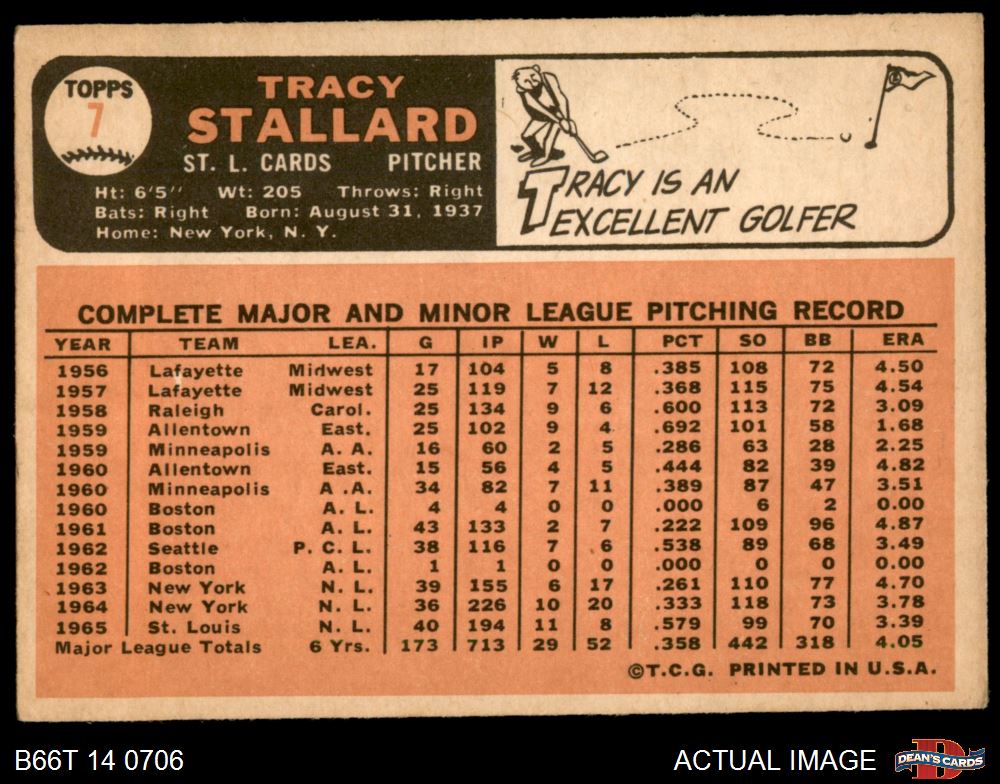 TOPPS
7
TRACY
STALLARD
ST. L. CARDS PITCHER
Ht: 6'5" Wt: 205 Throws: Right
Bats: Right Born: August 31, 1937
Home: New York, N. Y.
TRACY IS AN
EXCELLENT GOLFER
COMPLETE MAJOR AND MINOR LEAGUE PITCHING RECORD
YEAR TEAM LEA. G IP W L PCT SO BB ERA
1956 Lafayette Midwest 17 104 5 8 .385 108 72 4.50
1957 Lafayette Midwest 25 119 7 12 .368 115 75 4.54
1958 Raleigh Carol. 25 134 9 6 .600 113 72 3.09
1959 Allentown East. 25 102 9 4 .692 101 58 1.68
1959 Minneapolis A. A. 16 60 2 5 .286 63 28 2.25
1960 Allentown East. 15 56 4 5 .444 82 39 4.82
1960 Minneapolis A .A. 34 82 7 11 .389 87 47 3.51
1960 Boston A. L. 4 4 0 0 .000 6 2 0.00
1961 Boston A. L. 43 133 2 7 .222 109 96 4.87
1962 Seattle P. C. L. 38 116 7 6 .538 89 68 3.49
1962 Boston A. L. 1 1 0 0 .000 0 0 0.00
1963 New York N. L. 39 155 6 17 .261 110 77 4.70
1964 New York N. L. 36 226 10 20 .333 118 73 3.78
1965 St. Louis N. L. 40 194 11 8 .579 99 70 3.39
Major League Totals 6 Yrs. 173 713 29 52 .358 442 318 4.05
©T.C.G. PRINTED IN U.S.A.
B66T 14 0706 ACTUAL IMAGE
DEAN'S CARDS